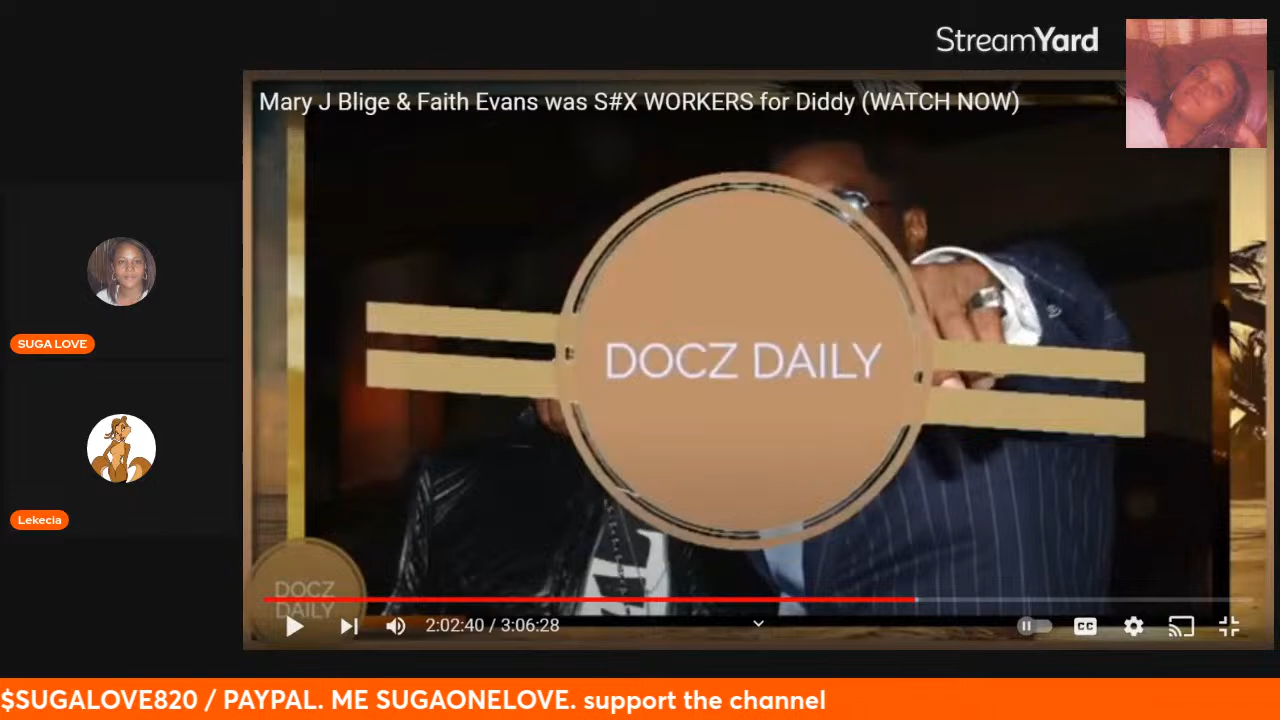 StreamYard
Mary J Blige & Faith Evans was S#X WORKERS for Diddy (WATCH NOW)
DOCZ DAILY
SUGA LOVE
Lekecia
DOCZ
DAILY
2:02:40 / 3:06:28
CC
$SUGALOVE820 / PAYPAL. ME SUGAONELOVE. support the channel